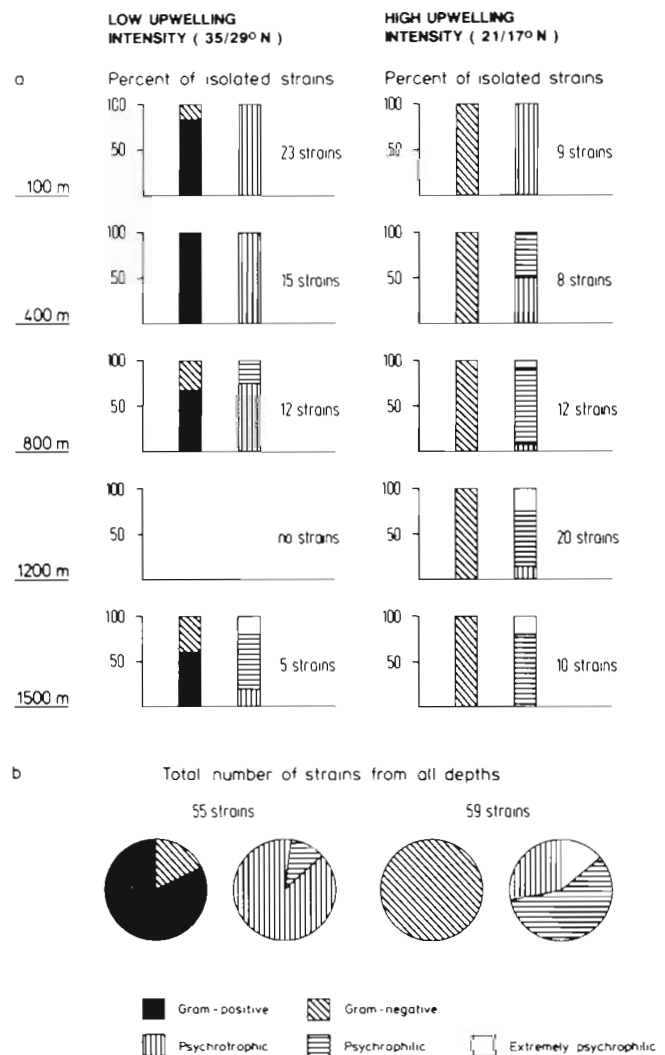 LOW UPWELLING
INTENSITY ( 35/29° N )
HIGH UPWELLING
INTENSITY ( 21/17° N )
a
Percent of isolated strains
Percent of isolated strains
100
50
23 strains
100
50
9 strains
100 m
100
50
15 strains
100
50
8 strains
400 m
100
50
12 strains
100
50
12 strains
800 m
100
50
no strains
100
50
20 strains
1200 m
100
50
5 strains
100
50
10 strains
1500 m
b
Total number of strains from all depths
55 strains
59 strains
Gram-positive
Gram-negative
Psychrotrophic
Psychrophilic
Extremely psychrophilic